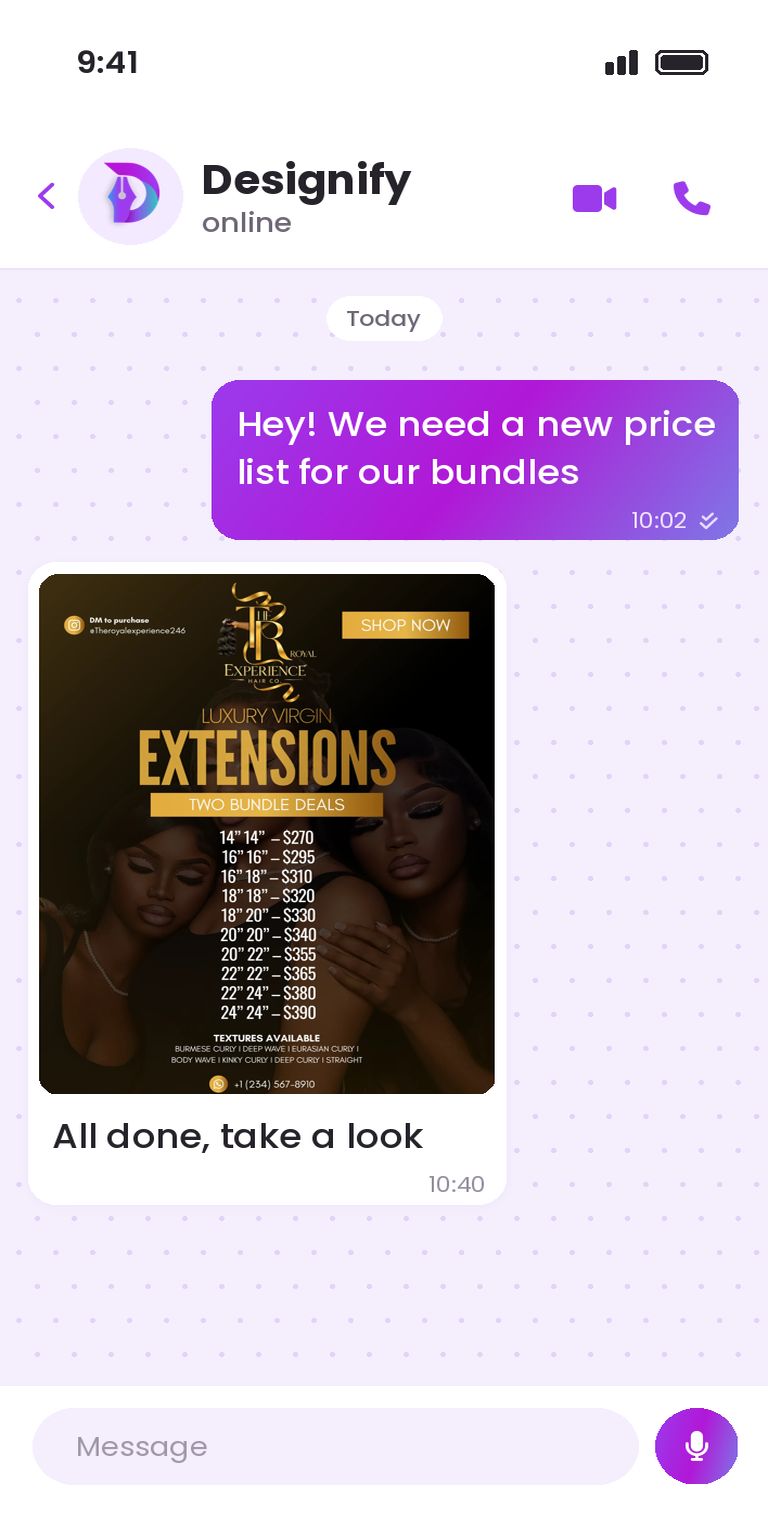 9:41
Designify
online
Today
Hey! We need a new price
list for our bundles
10:02
DM to purchase
@Theroyalexperience246
THE
R
ROYAL
EXPERIENCE
HAIR CO.
SHOP NOW
LUXURY VIRGIN
EXTENSIONS
TWO BUNDLE DEALS
14” 14” – $270
16” 16” – $295
16” 18” – $310
18” 18” – $320
18” 20” – $330
20” 20” – $340
20” 22” – $355
22” 22” – $365
22” 24” – $380
24” 24” – $390
TEXTURES AVAILABLE
BURMESE CURLY I DEEP WAVE I EURASIAN CURLY I
BODY WAVE I KINKY CURLY I DEEP CURLY I STRAIGHT
+1 (234) 567-8910
All done, take a look
10:40
Message